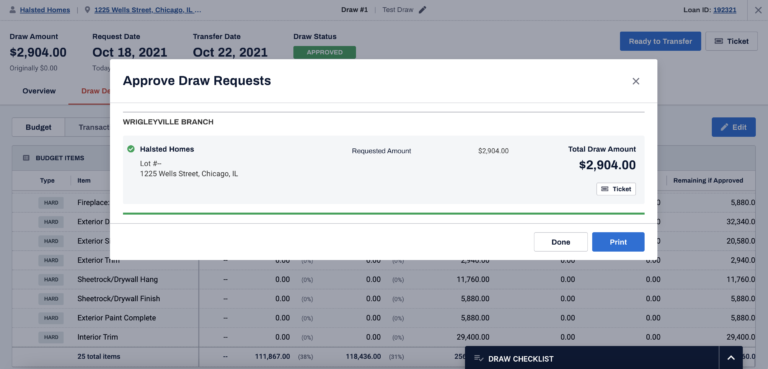 Halsted Homes 1225 Wells Street, Chicago, IL ... Draw #1 Test Draw Loan ID: 192321
Draw Amount Request Date Transfer Date Draw Status
$2,904.00 Oct 18, 2021 Oct 22, 2021 APPROVED Ready to Transfer Ticket
Originally $0.00 Today
Overview Draw De
Approve Draw Requests
WRIGLEYVILLE BRANCH
Halsted Homes Requested Amount $2,904.00 Total Draw Amount
Lot #-- $2,904.00
1225 Wells Street, Chicago, IL
Ticket
Done Print
Budget Transact Edit
BUDGET ITEMS
Type Item Remaining if Approved
HARD Fireplace: 5,880.0
HARD Exterior D 32,340.0
HARD Exterior S 20,580.0
HARD Exterior Trim -- 0.00 (0%) 0.00 (0%) 2,940.00 0.00 0.00 2,940.0
HARD Sheetrock/Drywall Hang -- 0.00 (0%) 0.00 (0%) 11,760.00 0.00 0.00 11,760.0
HARD Sheetrock/Drywall Finish -- 0.00 (0%) 0.00 (0%) 5,880.00 0.00 0.00 5,880.0
HARD Exterior Paint Complete -- 0.00 (0%) 0.00 (0%) 5,880.00 0.00 0.00 5,880.0
HARD Interior Trim -- 0.00 (0%) 0.00 (0%) 29,400.00 0.00 0.00 29,400.0
25 total items -- 111,867.00 (38%) 118,436.00 (31%)
DRAW CHECKLIST